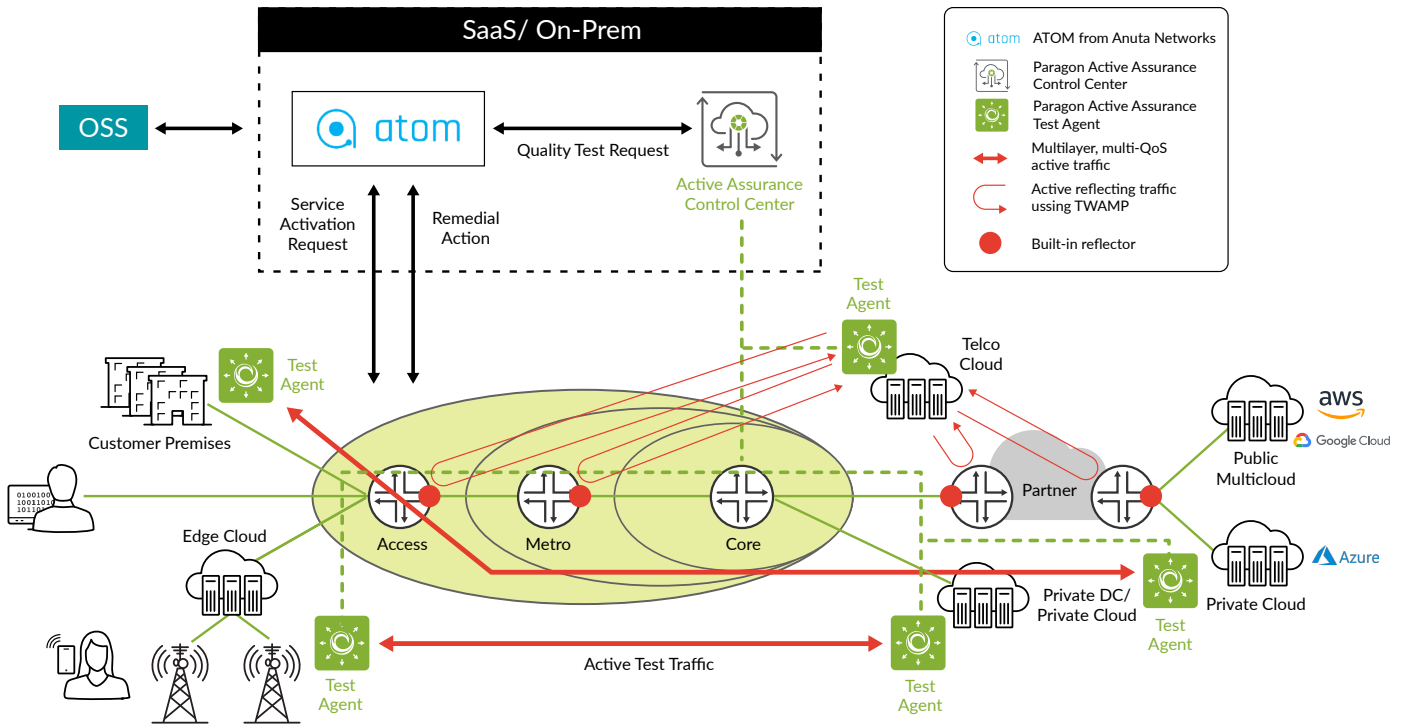 SaaS/ On-Prem
OSS
atom
Quality Test Request
Active Assurance
Control Center
Service
Activation
Request
Remedial
Action
atom
ATOM from Anuta Networks
Paragon Active Assurance
Control Center
Paragon Active Assurance
Test Agent
Multilayer, multi-QoS
active traffic
Active reflecting traffic
ussing TWAMP
Built-in reflector
Test
Agent
Telco
Cloud
Test
Agent
Customer Premises
aws
Google Cloud
Public
Multicloud
0100100
10011010
10110
Partner
Access
Metro
Core
Edge Cloud
Azure
Private Cloud
Private DC/
Private Cloud
Test
Agent
Active Test Traffic
Test
Agent
Test
Agent